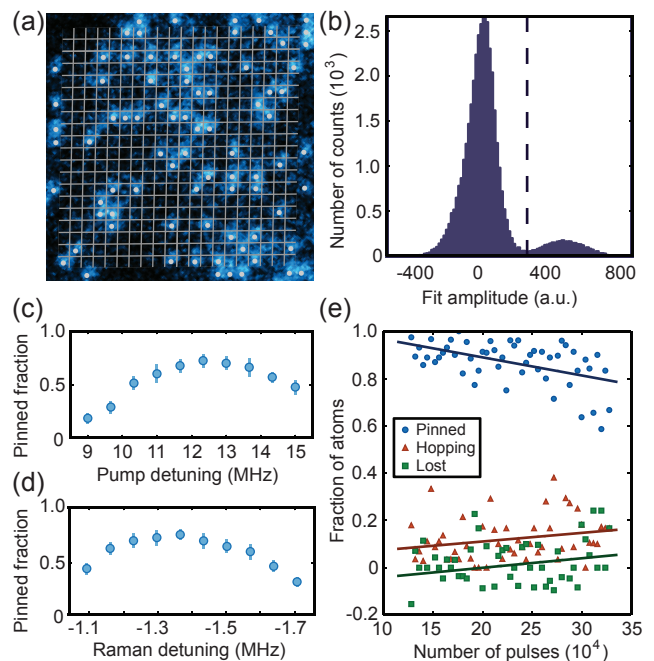 (a)
(b)
Number of counts (10³)
2.5
2.0
1.5
1.0
0.5
0
-400
0
400
800
Fit amplitude (a.u.)
(c)
Pinned fraction
1.0
0.5
0
9
10
11
12
13
14
15
Pump detuning (MHz)
(d)
Pinned fraction
1.0
0.5
0
-1.1
-1.3
-1.5
-1.7
Raman detuning (MHz)
(e)
Fraction of atoms
1.0
0.8
0.6
0.4
0.2
0
-0.2
Pinned
Hopping
Lost
10
15
20
25
30
35
Number of pulses (10⁴)